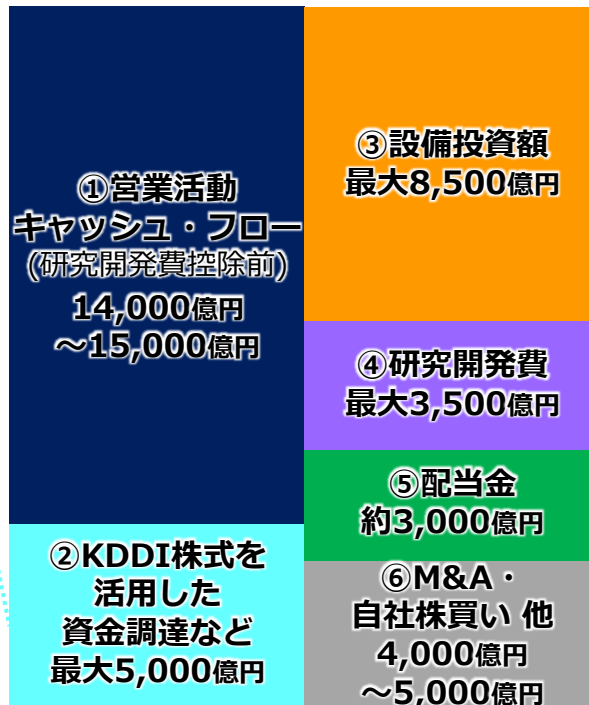 ①営業活動
キャッシュ・フロー
(研究開発費控除前)
14,000億円
～15,000億円
②KDDI株式を
活用した
資金調達など
最大5,000億円
③設備投資額
最大8,500億円
④研究開発費
最大3,500億円
⑤配当金
約3,000億円
⑥M&A・
自社株買い 他
4,000億円
～5,000億円